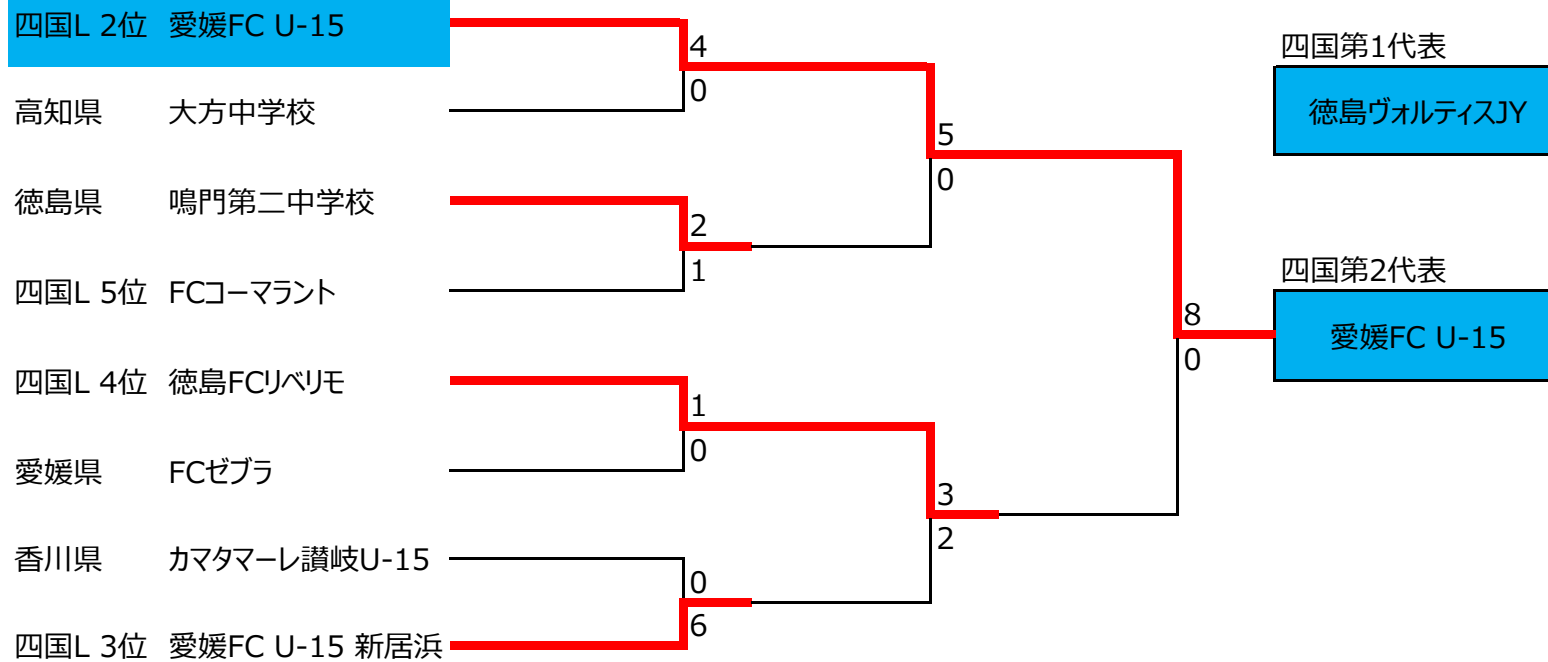 四国L 2位 愛媛FC U-15
4
0
高知県 大方中学校
四国第1代表
徳島ヴォルティスJY
5
0
徳島県 鳴門第二中学校
2
1
四国L 5位 FCコーマラント
四国第2代表
愛媛FC U-15
8
0
四国L 4位 徳島FCリベリモ
1
0
愛媛県 FCゼブラ
3
2
香川県 カマタマーレ讃岐U-15
0
6
四国L 3位 愛媛FC U-15 新居浜